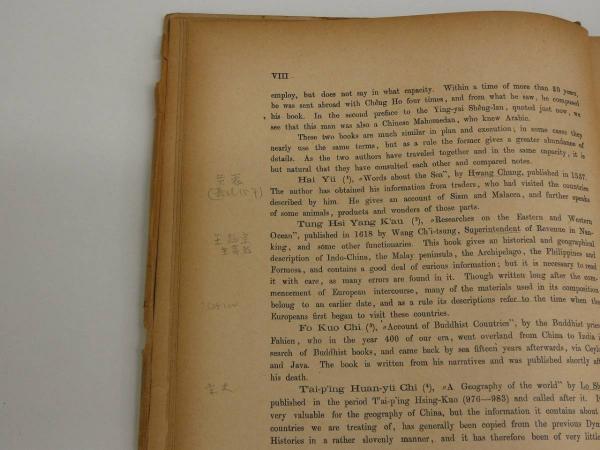 VIII
employ, but does not say in what capacity. Within a time of more than 20 years,
he was sent abroad with Chêng Ho four times, and from what he saw, he composed
his book. In the second preface to the Ying-yai Shêng-lan, quoted just now, we
see that this man was also a Chinese Mahomedan, who knew Arabic.
These two books are much similar in plan and execution; in some cases they
nearly use the same terms, but as a rule the former gives a greater abundance of
details. As the two authors have traveled together and in the same capacity, it is
but natural that they have consulted each other and compared notes.
Hai Yü (¹), »Words about the Sea", by Hwang Chung, published in 1537.
The author has obtained his information from traders, who had visited the countries
described by him. He gives an account of Siam and Malacca, and further speaks
of some animals, products and wonders of those parts.
Tung Hsi Yang K'au (²), »Researches on the Eastern and Western
Ocean", published in 1618 by Wang Ch'i-tsung, Superintendent of Revenue in Nan-
king, and some other functionaries. This book gives an historical and geographical
description of Indo-China, the Malay peninsula, the Archipelago, the Philippines and
Formosa, and contains a good deal of curious information; but it is necessary to read
it with care, as many errors are found in it. Though written long after the com-
mencement of European intercourse, many of the materials used in its composition
belong to an earlier date, and as a rule its descriptions refer to the time when the
Europeans first began to visit these countries.
Fo Kuo Chi (³), »Account of Buddhist Countries", by the Buddhist pries
Fahien, who in the year 400 of our era, went overland from China to India i
search of Buddhist books, and came back by sea fifteen years afterwards, via Ceylo
and Java. The book is written from his narratives and was published shortly aft
his death.
T'ai-p'ing Huan-yü Chi (⁴), »A Geography of the world" by Lo Sh
published in the period T'ai-p'ing Hsing-Kuo (976—983) and called after it. I
very valuable for the geography of China, but the information it contains about
countries we are treating of, has generally been copied from the previous Dyn
Histories in a rather slovenly manner, and it has therefore been of very little